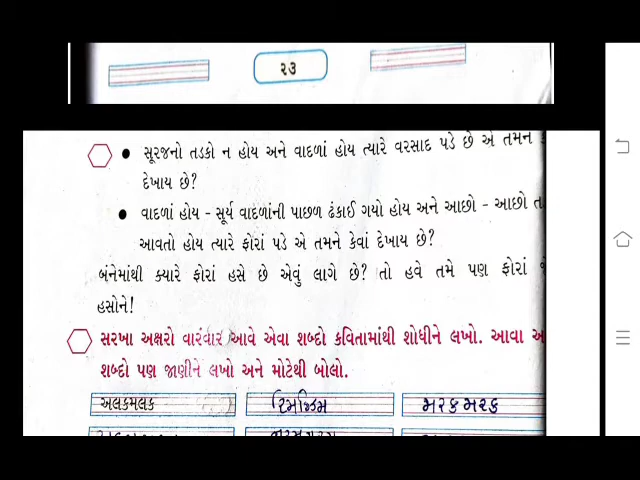 ૨૩
સૂરજનો તડકો ન હોય અને વાદળાં હોય ત્યારે વરસાદ પડે છે એ તમને
દેખાય છે?
વાદળાં હોય - સૂર્ય વાદળાંની પાછળ ઢંકાઈ ગયો હોય અને આછો - આછો
આવતો હોય ત્યારે ફોરાં પડે એ તમને કેવાં દેખાય છે?
બંનેમાંથી ક્યારે ફોરાં હસે છે એવું લાગે છે? તો હવે તમે પણ ફોરાં
હસોને!
સરખા અક્ષરો વારંવાર આવે એવા શબ્દો કવિતામાંથી શોધીને લખો. આવા
શબ્દો પણ જાણીને લખો અને મોટેથી બોલો.
અલકમલક રિમઝિમ મરકમરક